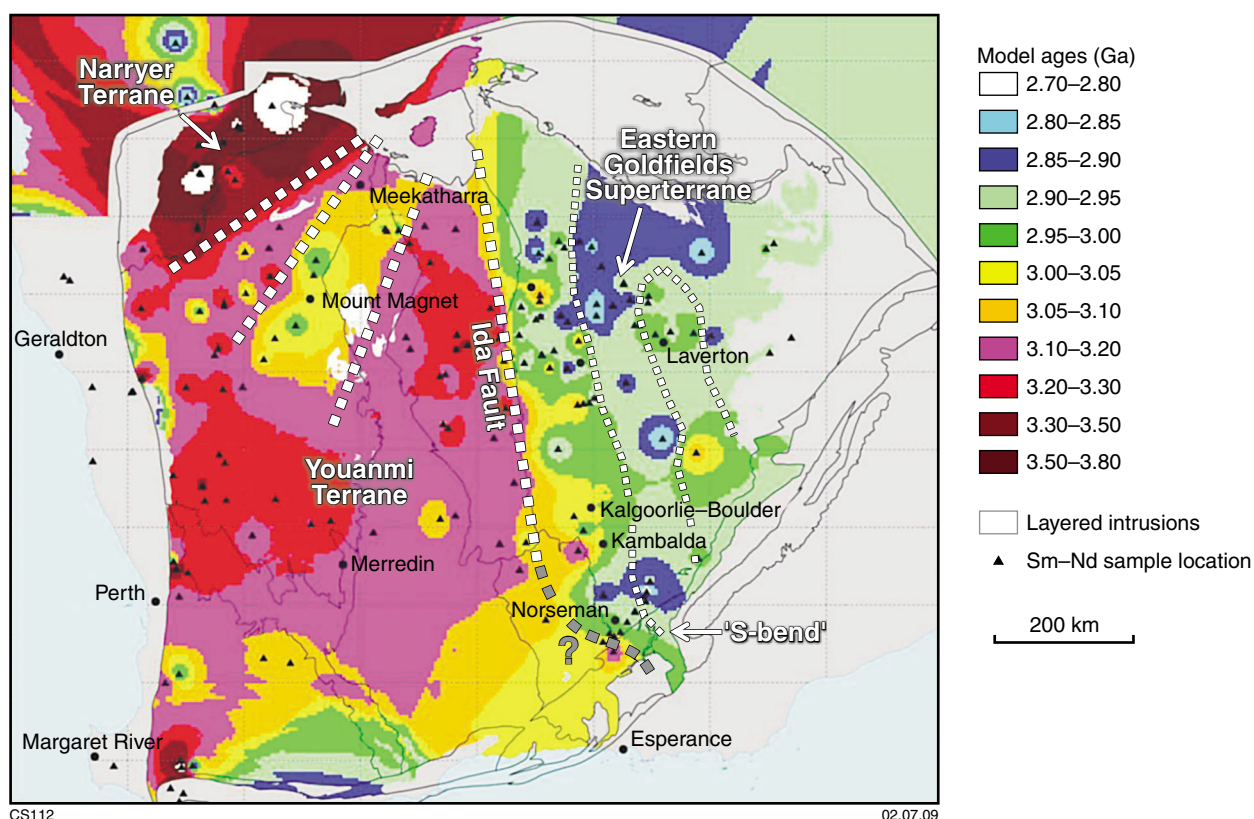 Narryer
Terrane
Meekatharra
Eastern
Goldfields
Superterrane
Mount Magnet
Geraldton
Ida Fault
Laverton
Youanmi
Terrane
Kalgoorlie–Boulder
Kambalda
Merredin
Perth
Norseman
'S-bend'
?
Margaret River
Esperance
CS112
02.07.09
Model ages (Ga)
2.70–2.80
2.80–2.85
2.85–2.90
2.90–2.95
2.95–3.00
3.00–3.05
3.05–3.10
3.10–3.20
3.20–3.30
3.30–3.50
3.50–3.80
Layered intrusions
Sm–Nd sample location
200 km